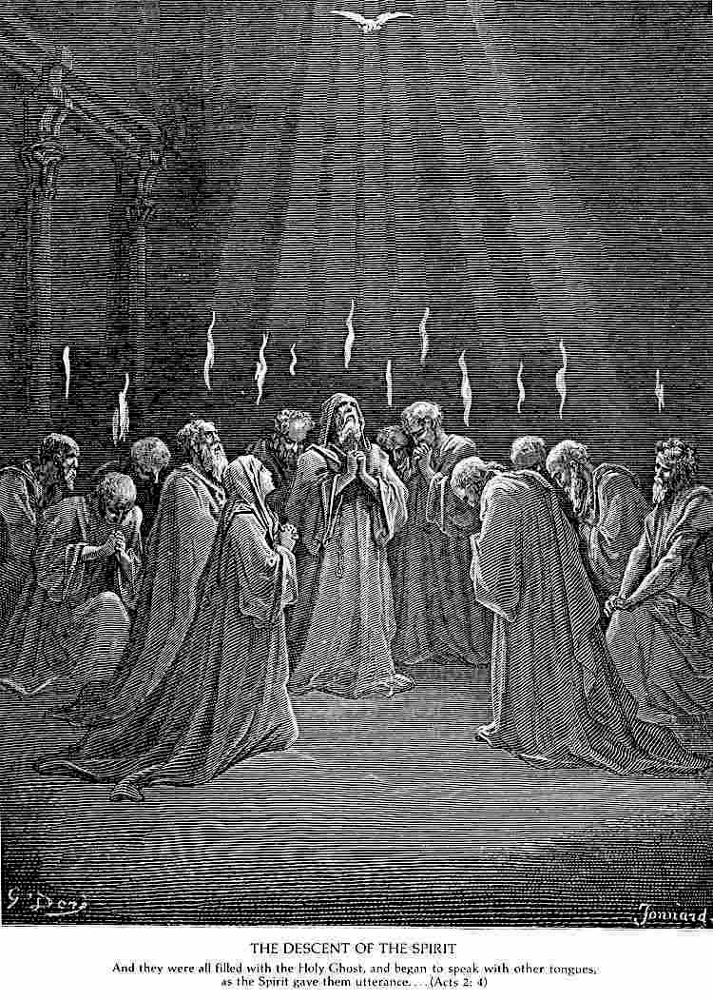 G. Doré
Jonnard.
THE DESCENT OF THE SPIRIT
And they were all filled with the Holy Ghost, and began to speak with other tongues,
as the Spirit gave them utterance....(Acts 2: 4)